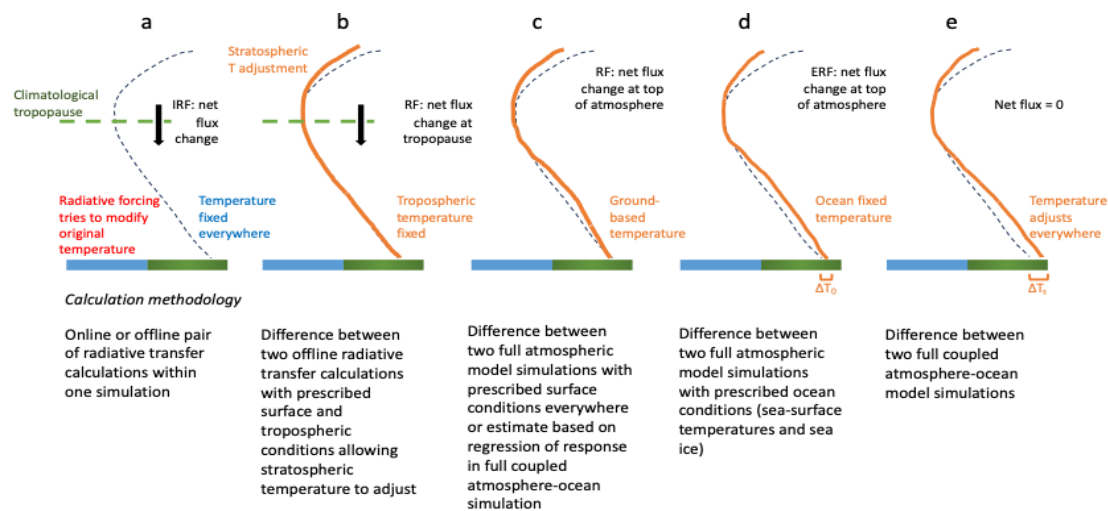 a
b
c
d
e
Climatological
tropopause
IRF: net
flux
change
Radiative forcing
tries to modify
original
temperature
Temperature
fixed
everywhere
Stratospheric
T adjustment
RF: net flux
change at
tropopause
Tropospheric
temperature
fixed
RF: net flux
change at top
of atmosphere
Ground-
based
temperature
ERF: net flux
change at top
of atmosphere
Ocean fixed
temperature
ΔT₀
Net flux = 0
Temperature
adjusts
everywhere
ΔTₛ
Calculation methodology
Online or offline pair
of radiative transfer
calculations within
one simulation
Difference between
two offline radiative
transfer calculations
with prescribed
surface and
tropospheric
conditions allowing
stratospheric
temperature to adjust
Difference between
two full atmospheric
model simulations with
prescribed surface
conditions everywhere
or estimate based on
regression of response
in full coupled
atmosphere-ocean
simulation
Difference between
two full atmospheric
model simulations
with prescribed ocean
conditions (sea-surface
temperatures and sea
ice)
Difference between
two full coupled
atmosphere-ocean
model simulations